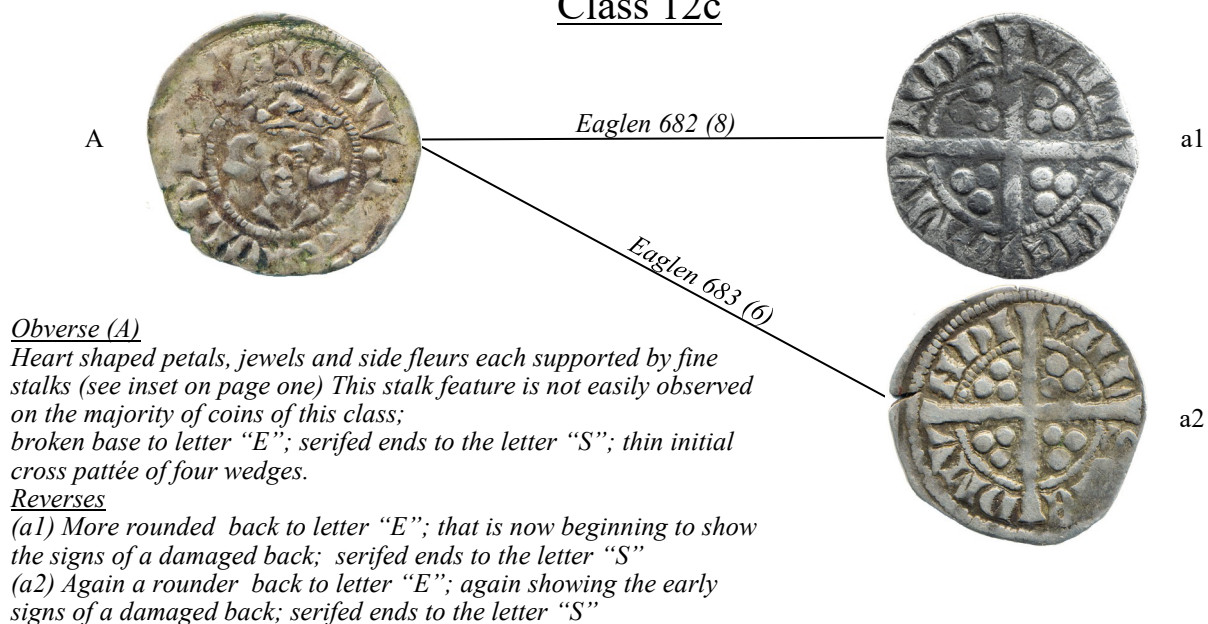 Class 12c
A
Eaglen 682 (8)
a1
Eaglen 683 (6)
a2
Obverse (A)
Heart shaped petals, jewels and side fleurs each supported by fine
stalks (see inset on page one) This stalk feature is not easily observed
on the majority of coins of this class;
broken base to letter “E”; serifed ends to the letter “S”; thin initial
cross pattée of four wedges.
Reverses
(a1) More rounded  back to letter “E”; that is now beginning to show
the signs of a damaged back;  serifed ends to the letter “S”
(a2) Again a rounder  back to letter “E”; again showing the early
signs of a damaged back; serifed ends to the letter “S”